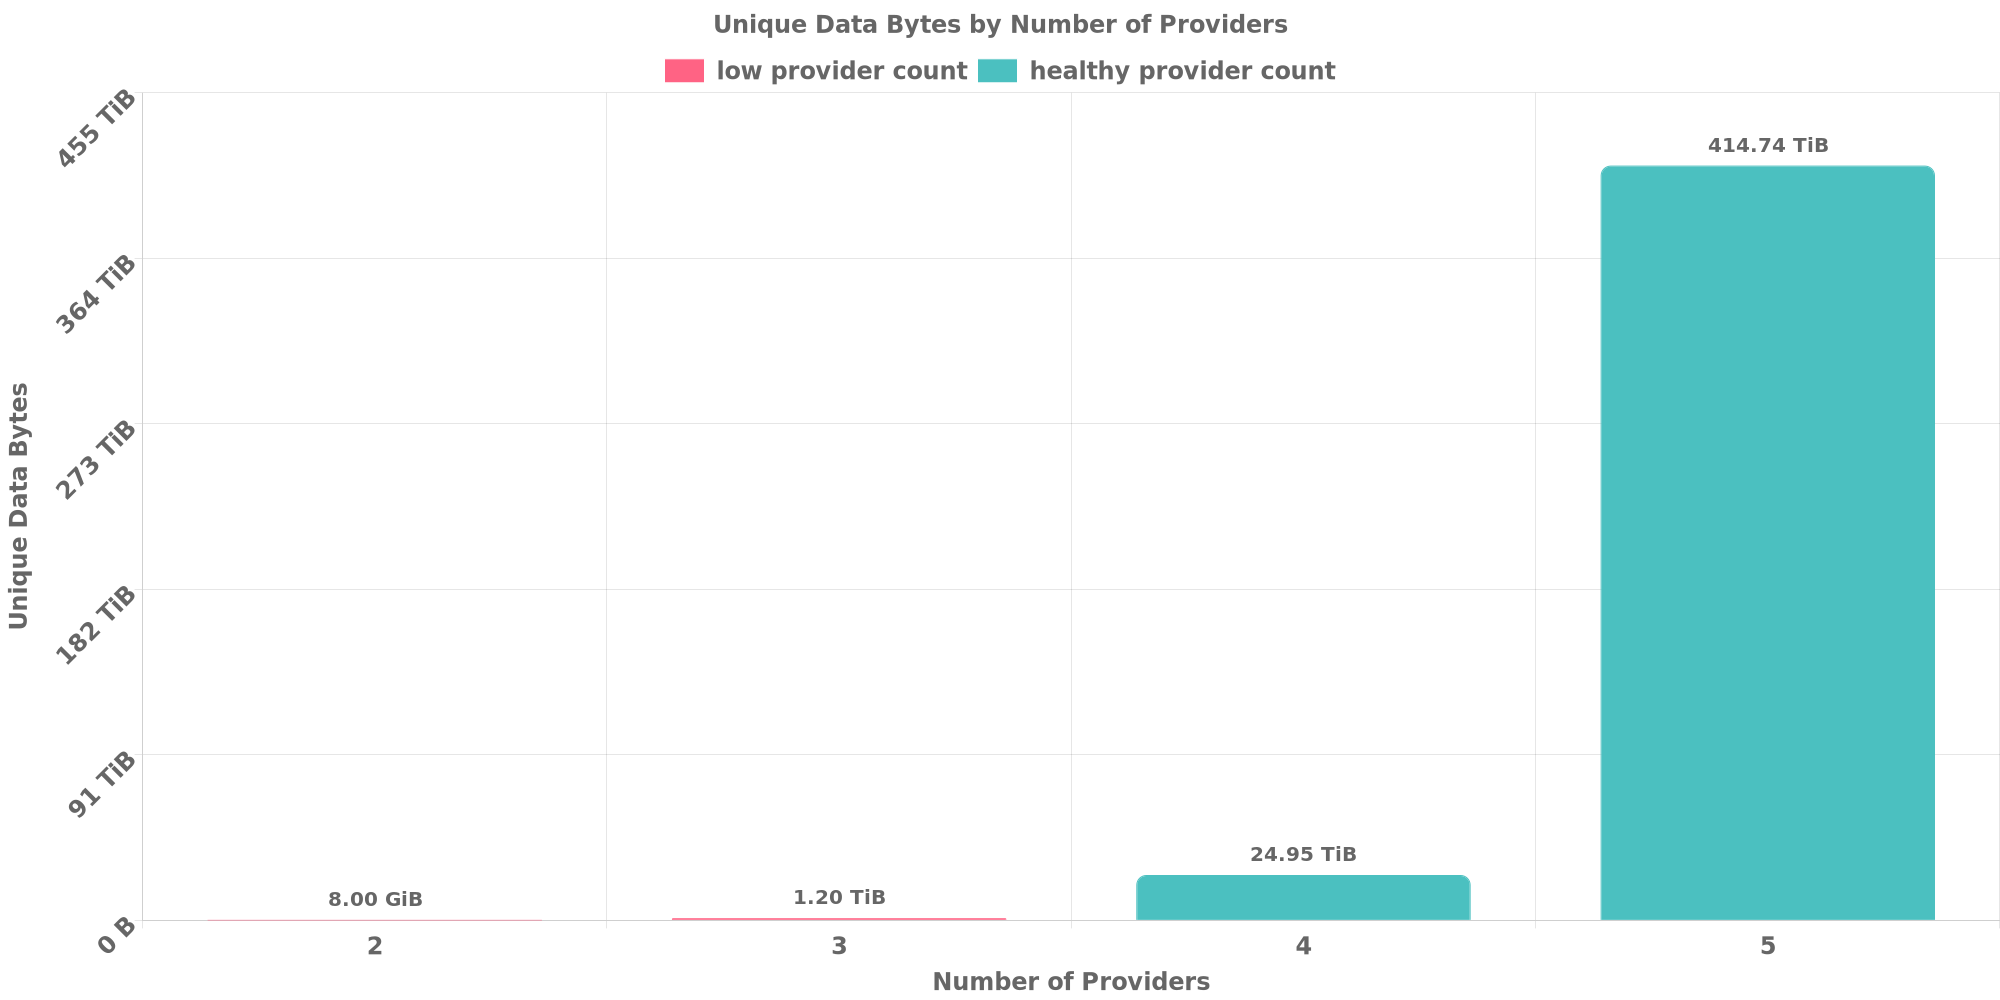 Unique Data Bytes by Number of Providers
low provider count
healthy provider count
455 TiB
364 TiB
273 TiB
182 TiB
91 TiB
0 B
Unique Data Bytes
8.00 GiB
1.20 TiB
24.95 TiB
414.74 TiB
2
3
4
5
Number of Providers